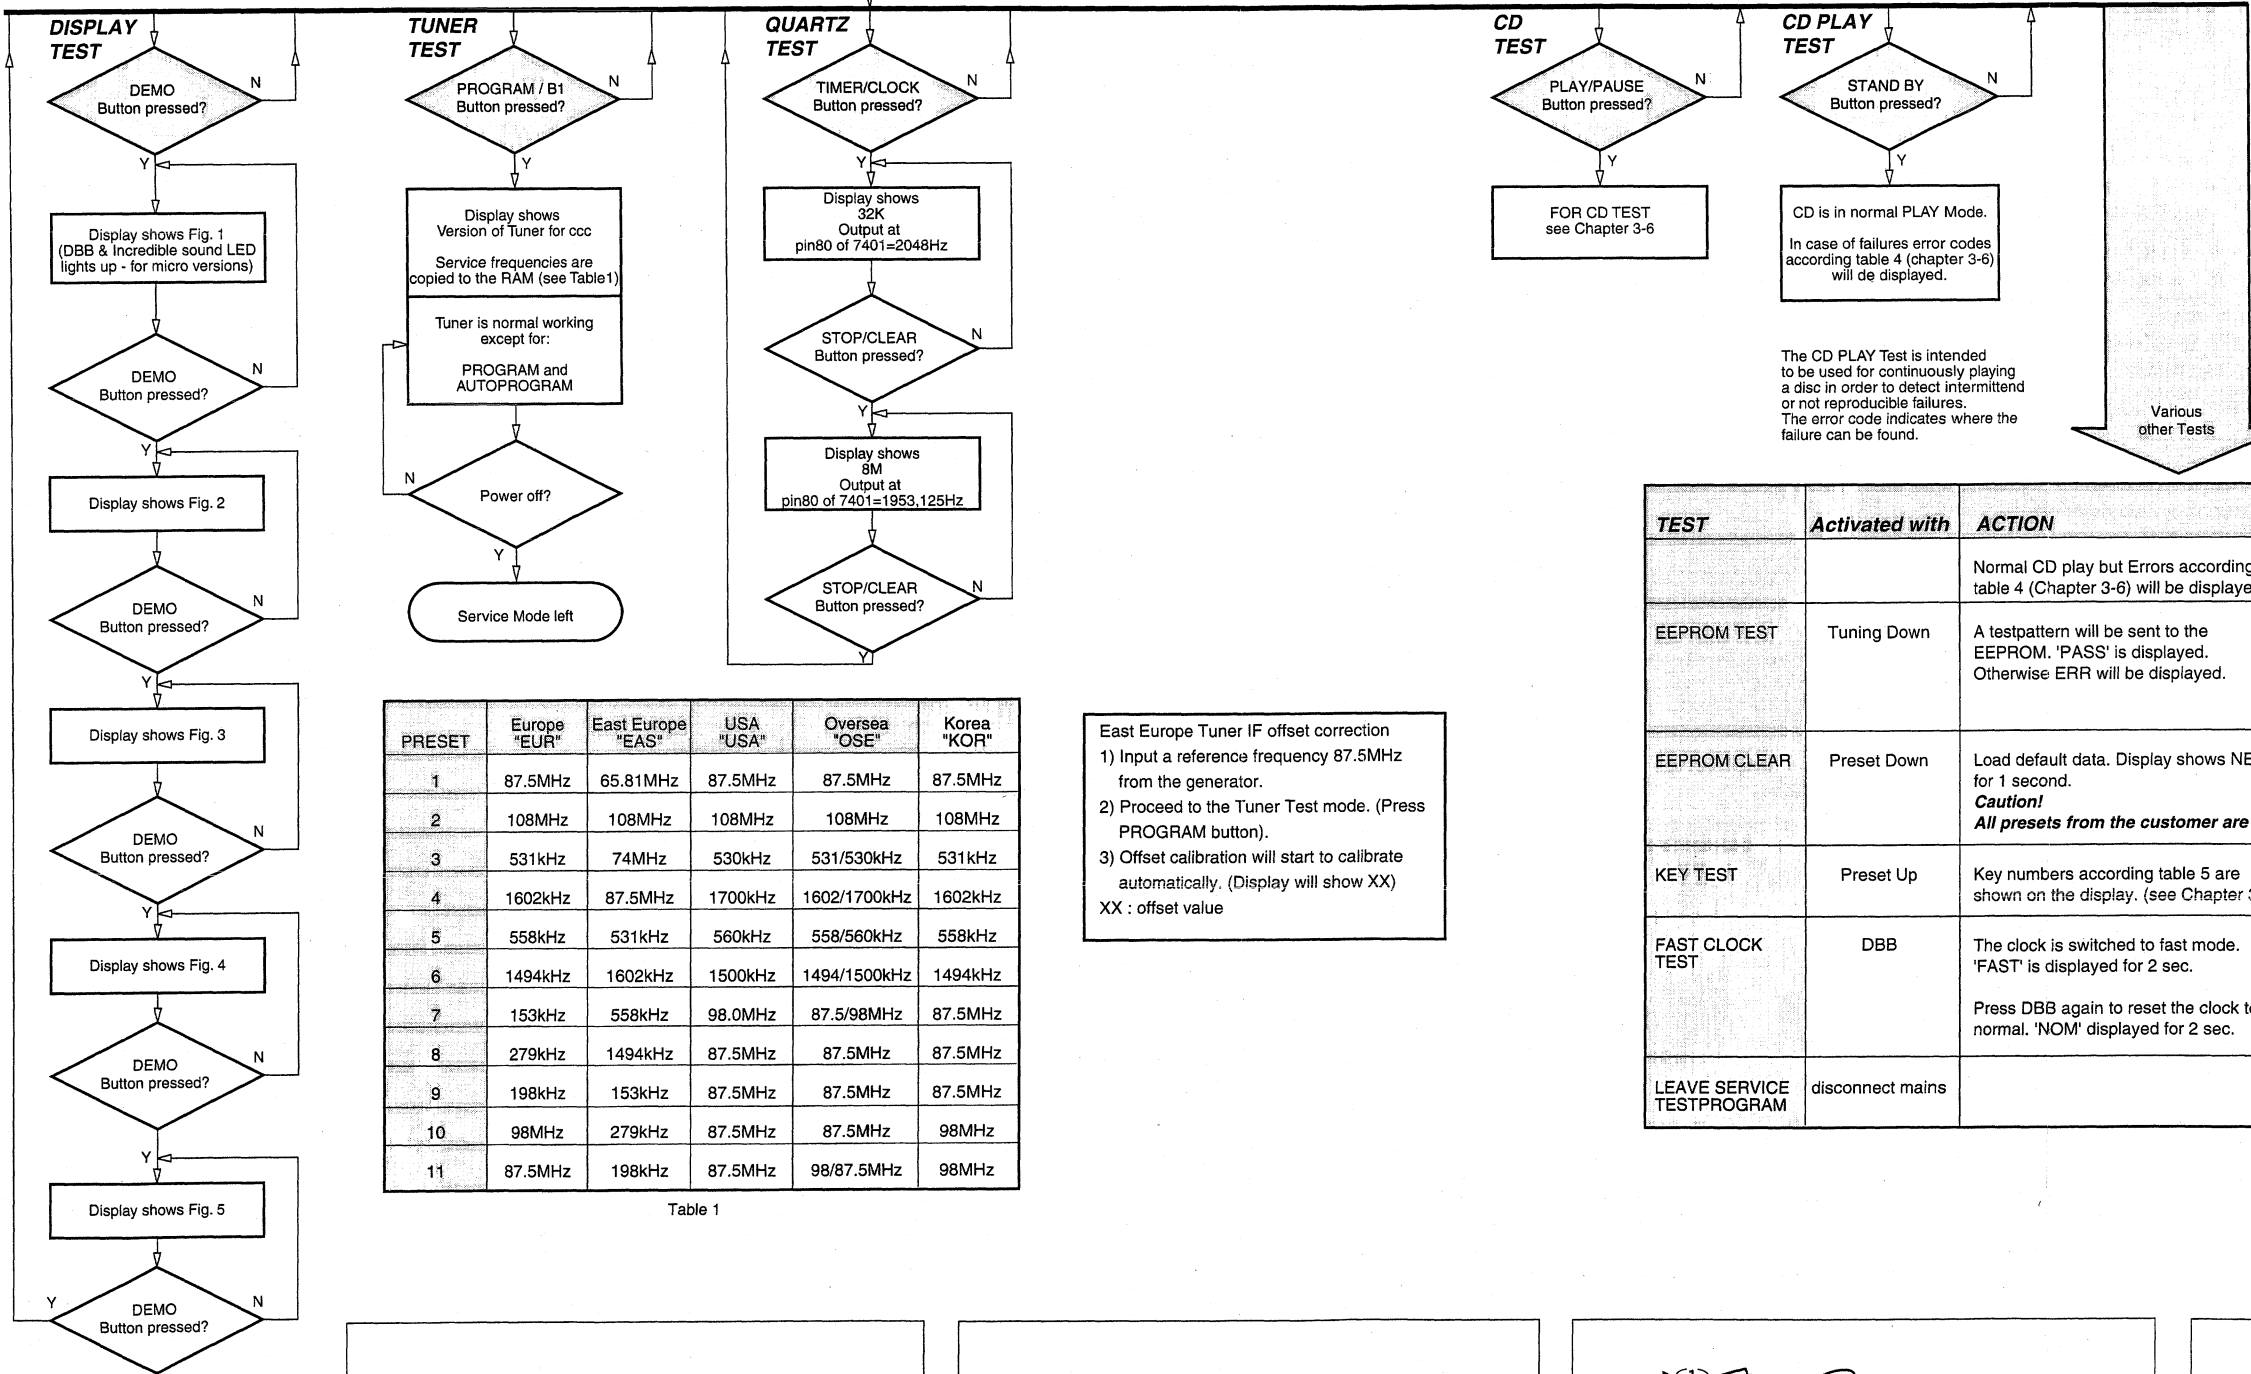 DISPLAY
TEST
DEMO
Button pressed?
N
Y
Display shows Fig. 1
(DBB & Incredible sound LED
lights up - for micro versions)
DEMO
Button pressed?
N
Y
Display shows Fig. 2
DEMO
Button pressed?
N
Y
Display shows Fig. 3
DEMO
Button pressed?
N
Y
Display shows Fig. 4
DEMO
Button pressed?
N
Y
Display shows Fig. 5
Y
DEMO
Button pressed?
N
TUNER
TEST
PROGRAM / B1
Button pressed?
N
Y
Display shows
Version of Tuner for ccc
Service frequencies are
copied to the RAM (see Table1)
Tuner is normal working
except for:
PROGRAM and
AUTOPROGRAM
N
Power off?
Y
Service Mode left
QUARTZ
TEST
TIMER/CLOCK
Button pressed?
N
Y
Display shows
32K
Output at
pin80 of 7401=2048Hz
STOP/CLEAR
Button pressed?
N
Y
Display shows
8M
Output at
pin80 of 7401=1953,125Hz
STOP/CLEAR
Button pressed?
N
Y
CD
TEST
PLAY/PAUSE
Button pressed?
N
Y
FOR CD TEST
see Chapter 3-6
CD PLAY
TEST
STAND BY
Button pressed?
N
Y
CD is in normal PLAY Mode.
In case of failures error codes
according table 4 (chapter 3-6)
will de displayed.
The CD PLAY Test is intended
to be used for continuously playing
a disc in order to detect intermittend
or not reproducible failures.
The error code indicates where the
failure can be found.
Various
other Tests
PRESET Europe "EUR" East Europe "EAS" USA "USA" Oversea "OSE" Korea "KOR"
1 87.5MHz 65.81MHz 87.5MHz 87.5MHz 87.5MHz
2 108MHz 108MHz 108MHz 108MHz 108MHz
3 531kHz 74MHz 530kHz 531/530kHz 531kHz
4 1602kHz 87.5MHz 1700kHz 1602/1700kHz 1602kHz
5 558kHz 531kHz 560kHz 558/560kHz 558kHz
6 1494kHz 1602kHz 1500kHz 1494/1500kHz 1494kHz
7 153kHz 558kHz 98.0MHz 87.5/98MHz 87.5MHz
8 279kHz 1494kHz 87.5MHz 87.5MHz 87.5MHz
9 198kHz 153kHz 87.5MHz 87.5MHz 87.5MHz
10 98MHz 279kHz 87.5MHz 87.5MHz 98MHz
11 87.5MHz 198kHz 87.5MHz 98/87.5MHz 98MHz
Table 1
East Europe Tuner IF offset correction
1) Input a reference frequency 87.5MHz
from the generator.
2) Proceed to the Tuner Test mode. (Press
PROGRAM button).
3) Offset calibration will start to calibrate
automatically. (Display will show XX)
XX : offset value
TEST Activated with ACTION
Normal CD play but Errors according
table 4 (Chapter 3-6) will be displaye
EEPROM TEST Tuning Down A testpattern will be sent to the
EEPROM. 'PASS' is displayed.
Otherwise ERR will be displayed.
EEPROM CLEAR Preset Down Load default data. Display shows NE
for 1 second.
Caution!
All presets from the customer are
KEY TEST Preset Up Key numbers according table 5 are
shown on the display. (see Chapter
FAST CLOCK DBB The clock is switched to fast mode.
TEST 'FAST' is displayed for 2 sec.
Press DBB again to reset the clock t
normal. 'NOM' displayed for 2 sec.
LEAVE SERVICE disconnect mains
TESTPROGRAM